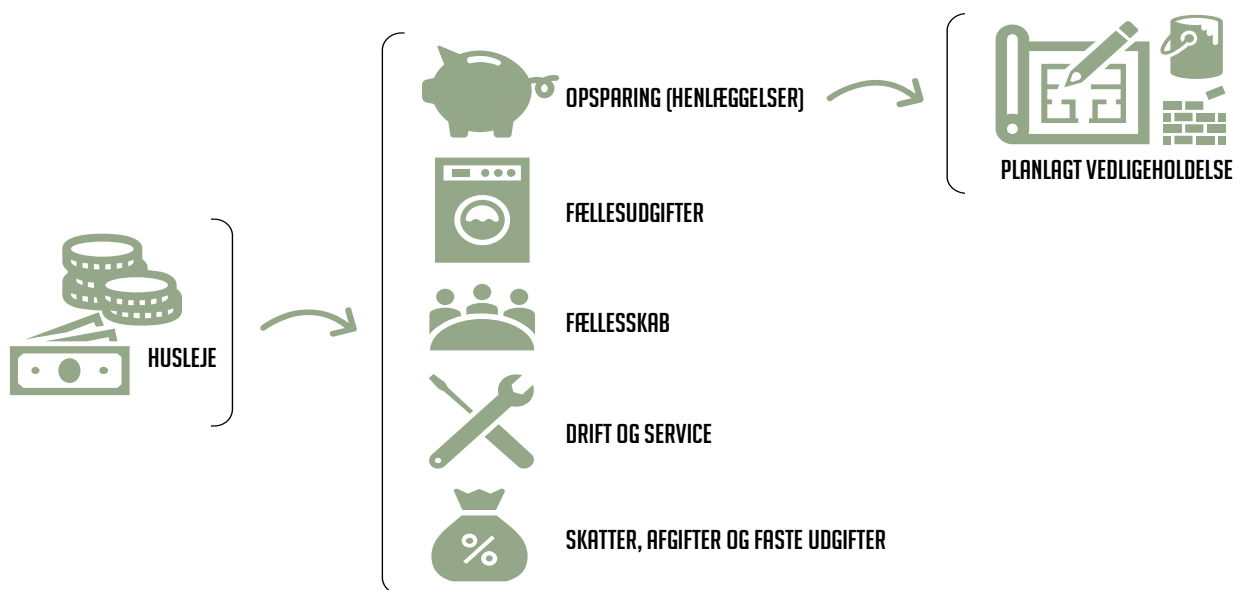 HUSLEJE
OPSPARING (HENLÆGGELSER)
FÆLLESUDGIFTER
FÆLLESSKAB
DRIFT OG SERVICE
SKATTER, AFGIFTER OG FASTE UDGIFTER
PLANLAGT VEDLIGEHOLDELSE